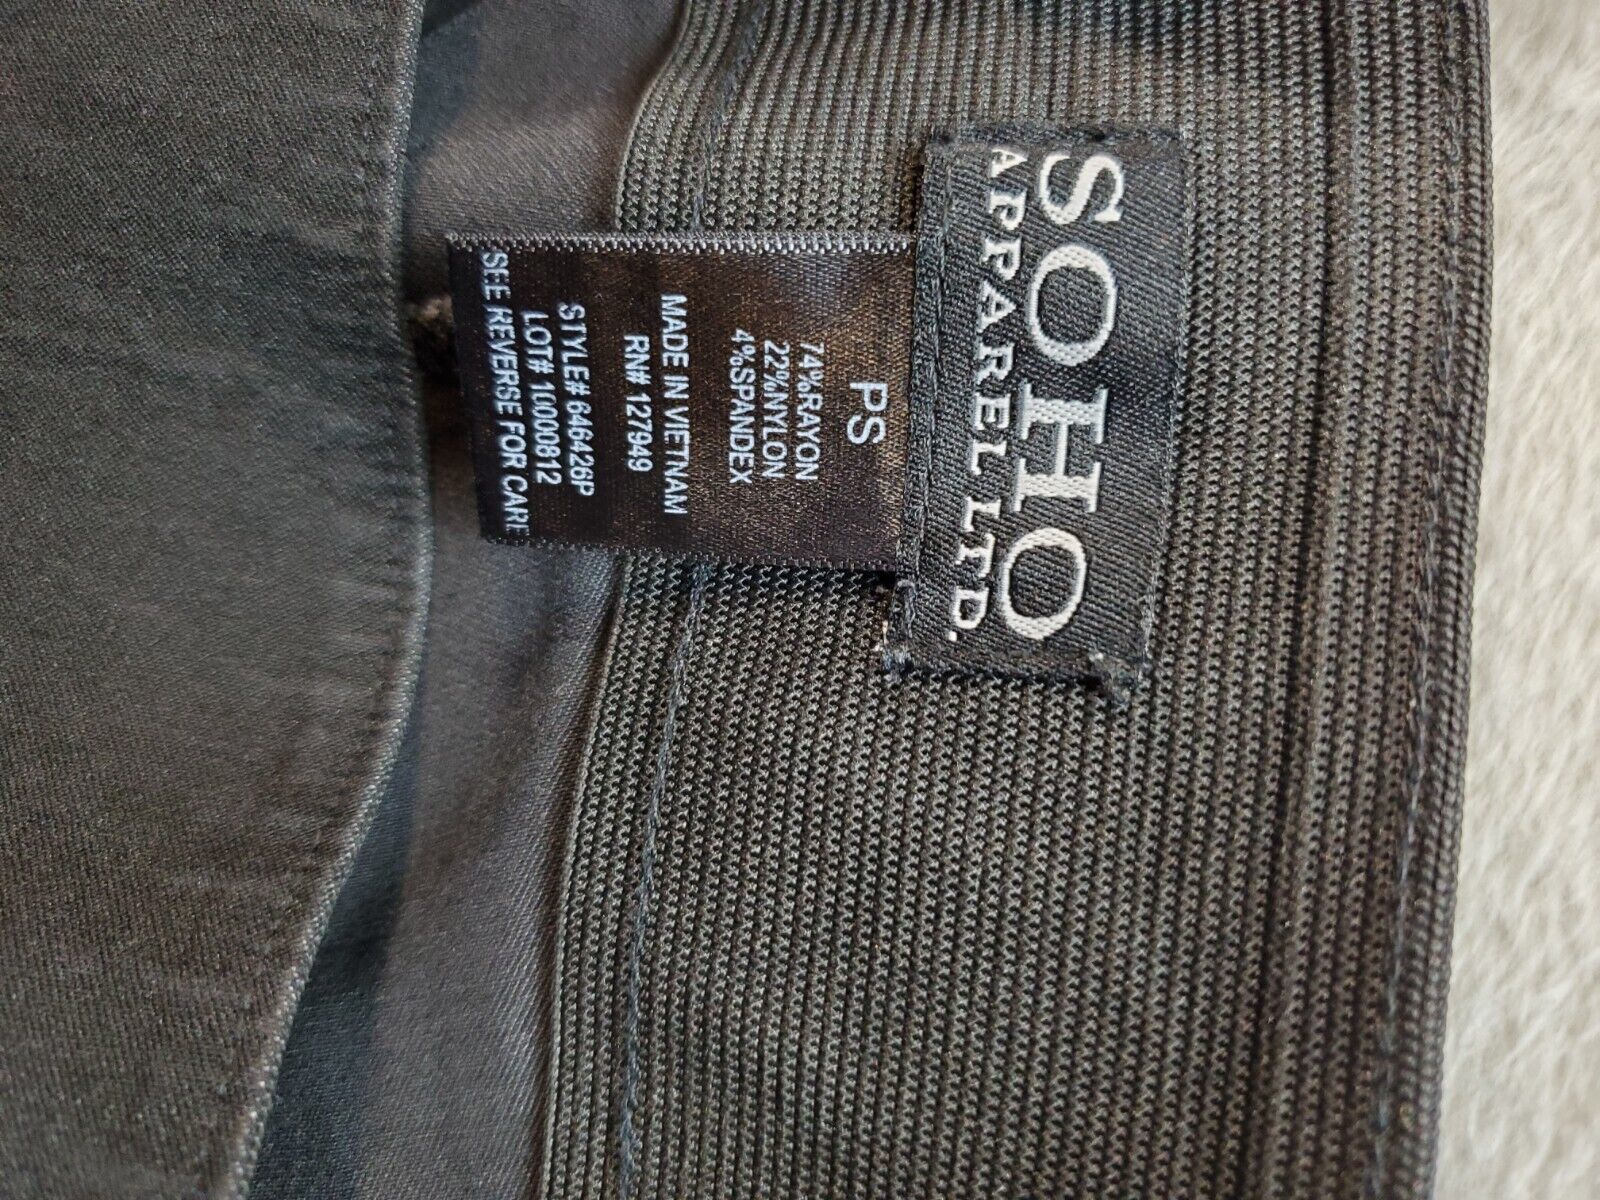 SOHO
APPAREL LTD.
PS
74%RAYON
22%NYLON
4%SPANDEX
MADE IN VIETNAM
RN# 127949
STYLE# 646426P
LOT# 10000812
SEE REVERSE FOR CARE